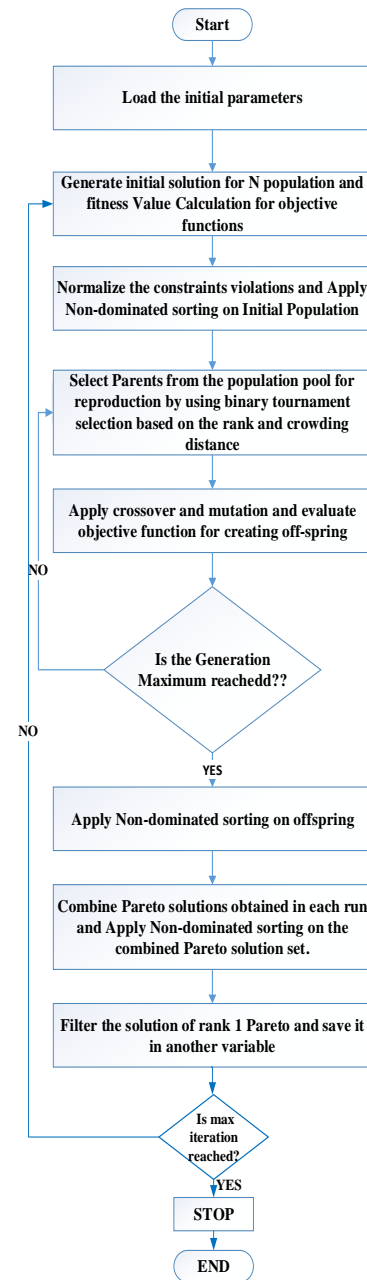 Start
Load the initial parameters
Generate initial solution for N population and
fitness Value Calculation for objective
functions
Normalize the constraints violations and Apply
Non-dominated sorting on Initial Population
Select Parents from the population pool for
reproduction by using binary tournament
selection based on the rank and crowding
distance
Apply crossover and mutation and evaluate
objective function for creating off-spring
NO
Is the Generation
Maximum reachedd??
NO
YES
Apply Non-dominated sorting on offspring
Combine Pareto solutions obtained in each run
and Apply Non-dominated sorting on the
combined Pareto solution set.
Filter the solution of rank 1 Pareto and save it
in another variable
Is max
iteration
reached?
YES
STOP
END